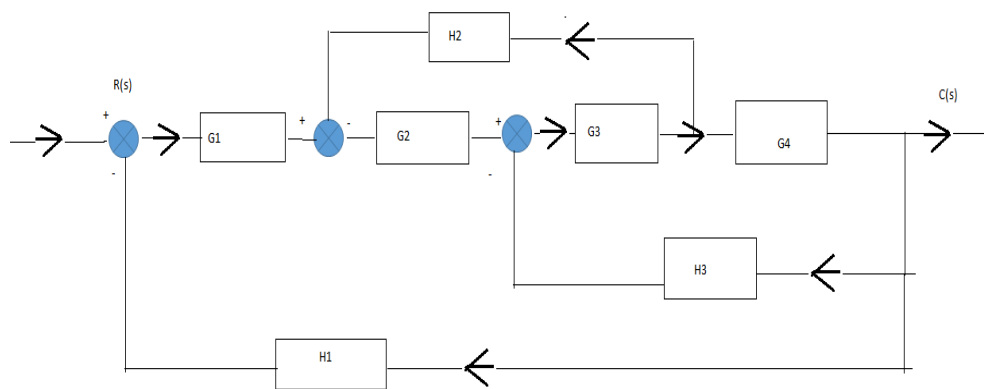 H2
R(s)
C(s)
+
+
-
+
G1
G2
G3
G4
-
-
H3
H1